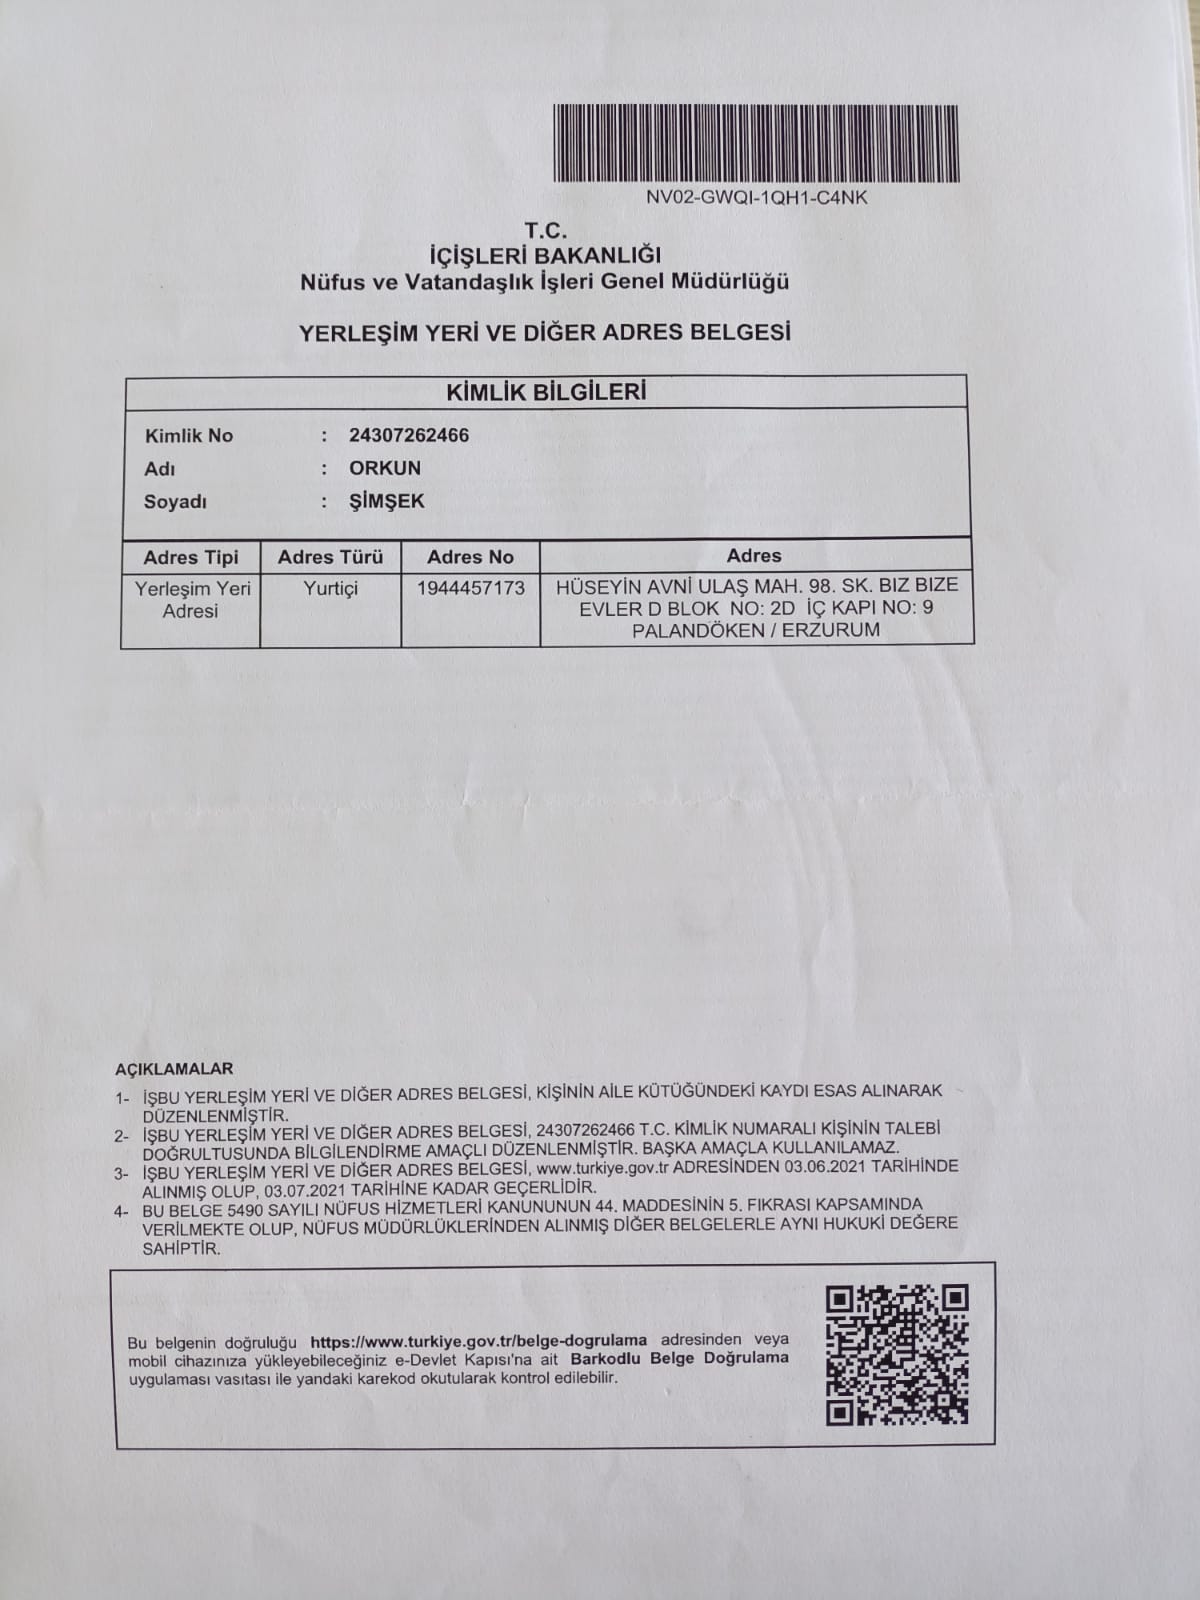 NV02-GWQI-1QH1-C4NK
T.C.
İÇİŞLERİ BAKANLIĞI
Nüfus ve Vatandaşlık İşleri Genel Müdürlüğü
YERLEŞİM YERİ VE DİĞER ADRES BELGESİ
KİMLİK BİLGİLERİ
Kimlik No : 24307262466
Adı : ORKUN
Soyadı : ŞİMŞEK
Adres Tipi Adres Türü Adres No Adres
Yerleşim Yeri Yurtiçi 1944457173 HÜSEYİN AVNİ ULAŞ MAH. 98. SK. BIZ BIZE
Adresi EVLER D BLOK NO: 2D İÇ KAPI NO: 9
PALANDÖKEN / ERZURUM
AÇIKLAMALAR
1- İŞBU YERLEŞİM YERİ VE DİĞER ADRES BELGESİ, KİŞİNİN AİLE KÜTÜĞÜNDEKİ KAYDI ESAS ALINARAK
DÜZENLENMİŞTİR.
2- İŞBU YERLEŞİM YERİ VE DİĞER ADRES BELGESİ, 24307262466 T.C. KİMLİK NUMARALI KİŞİNİN TALEBİ
DOĞRULTUSUNDA BİLGİLENDİRME AMAÇLI DÜZENLENMİŞTİR. BAŞKA AMAÇLA KULLANILAMAZ.
3- İŞBU YERLEŞİM YERİ VE DİĞER ADRES BELGESİ, www.turkiye.gov.tr ADRESİNDEN 03.06.2021 TARİHİNDE
ALINMIŞ OLUP, 03.07.2021 TARİHİNE KADAR GEÇERLİDİR.
4- BU BELGE 5490 SAYILI NÜFUS HİZMETLERİ KANUNUNUN 44. MADDESİNİN 5. FIKRASI KAPSAMINDA
VERİLMEKTE OLUP, NÜFUS MÜDÜRLÜKLERİNDEN ALINMIŞ DİĞER BELGELERLE AYNI HUKUKİ DEĞERE
SAHİPTİR.
Bu belgenin doğruluğu https://www.turkiye.gov.tr/belge-dogrulama adresinden veya
mobil cihazınıza yükleyebileceğiniz e-Devlet Kapısı'na ait Barkodlu Belge Doğrulama
uygulaması vasıtası ile yandaki karekod okutularak kontrol edilebilir.